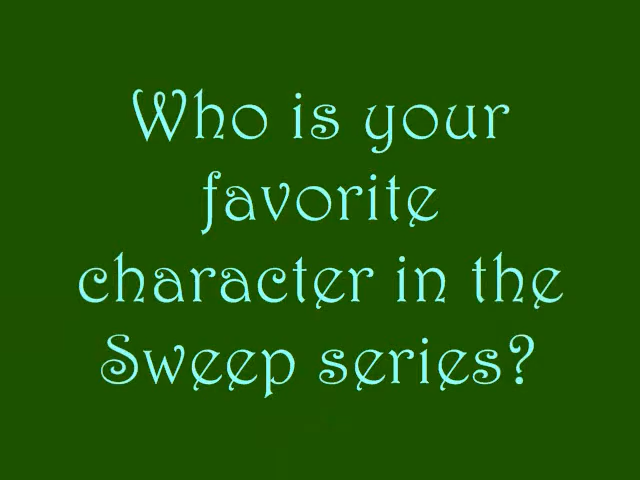 Who is your
favorite
character in the
Sweep series?